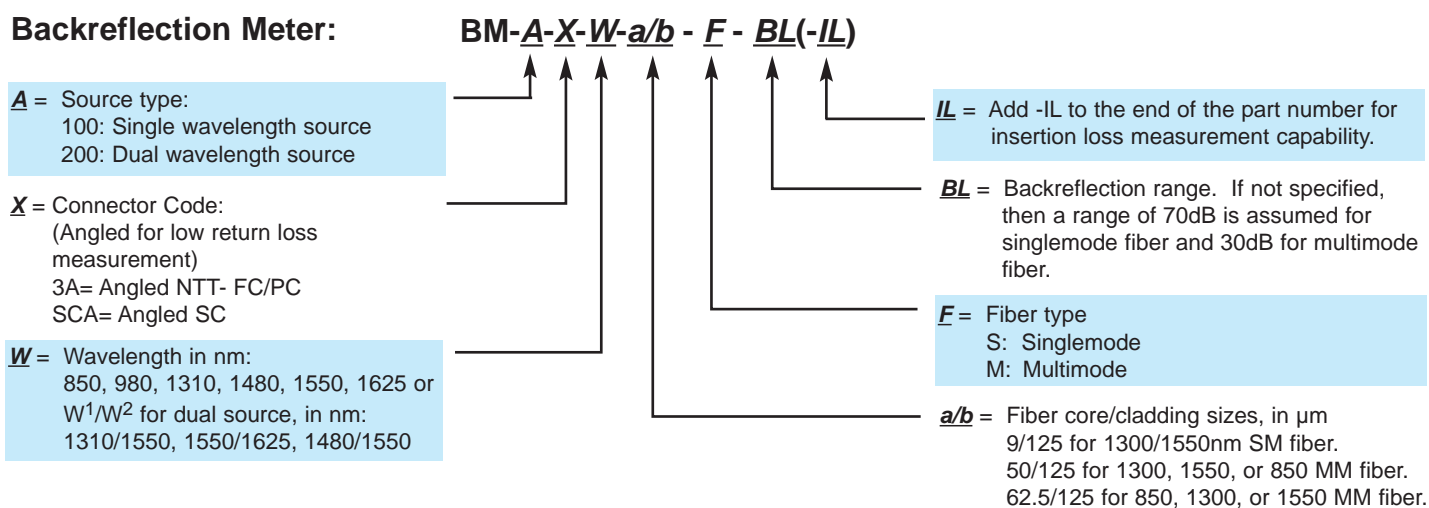 Backreflection Meter:
BM-A-X-W-a/b - F - BL(-IL)
A = Source type:
100: Single wavelength source
200: Dual wavelength source
X = Connector Code:
(Angled for low return loss
measurement)
3A= Angled NTT- FC/PC
SCA= Angled SC
W = Wavelength in nm:
850, 980, 1310, 1480, 1550, 1625 or
W1/W2 for dual source, in nm:
1310/1550, 1550/1625, 1480/1550
IL = Add -IL to the end of the part number for
insertion loss measurement capability.
BL = Backreflection range. If not specified,
then a range of 70dB is assumed for
singlemode fiber and 30dB for multimode
fiber.
F = Fiber type
S: Singlemode
M: Multimode
a/b = Fiber core/cladding sizes, in µm
9/125 for 1300/1550nm SM fiber.
50/125 for 1300, 1550, or 850 MM fiber.
62.5/125 for 850, 1300, or 1550 MM fiber.